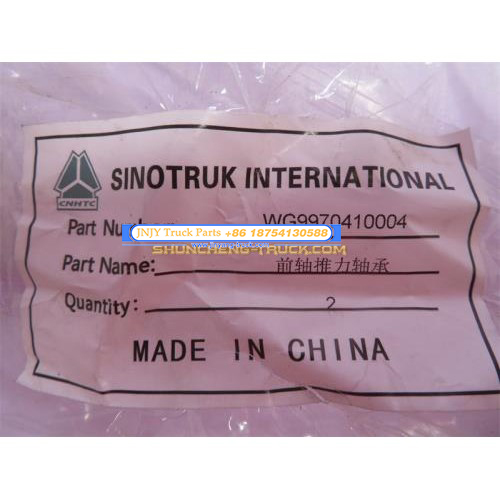 SINOTRUK INTERNATIONAL
CNHTC
Part Number: WG9970410004
JNJY Truck Parts +86 18754130588
SHUNCHENG-TRUCK.COM
Part Name: 前轴推力轴承
Quantity: 2
MADE IN CHINA